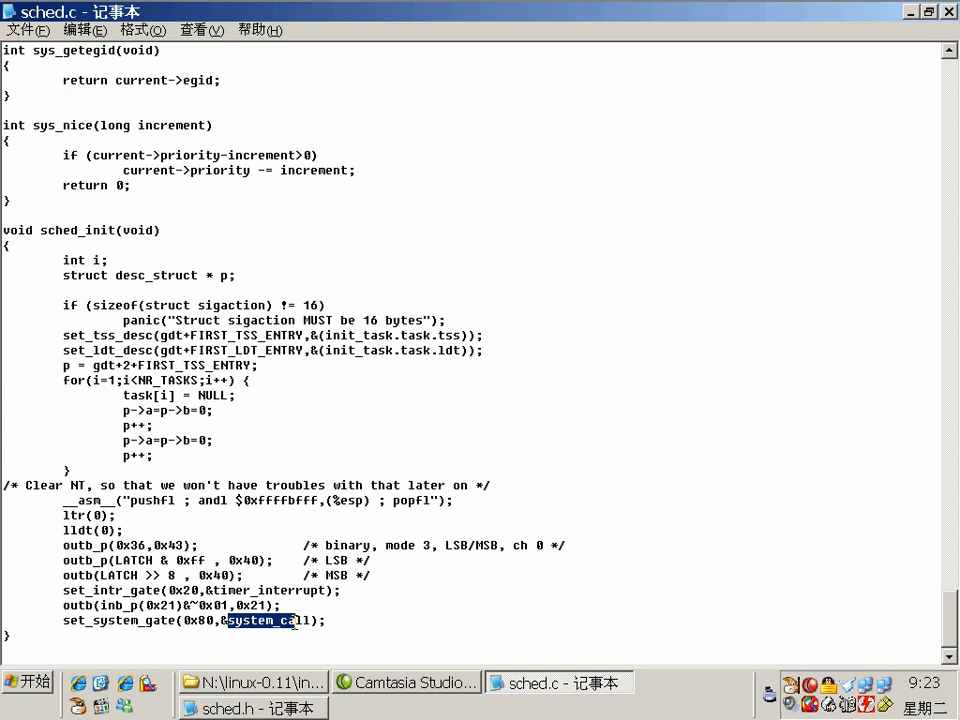 sched.c - 记事本
文件(F) 编辑(E) 格式(O) 查看(V) 帮助(H)
int sys_getegid(void)
{
        return current->egid;
}

int sys_nice(long increment)
{
        if (current->priority-increment>0)
                current->priority -= increment;
        return 0;
}

void sched_init(void)
{
        int i;
        struct desc_struct * p;

        if (sizeof(struct sigaction) != 16)
                panic("Struct sigaction MUST be 16 bytes");
        set_tss_desc(gdt+FIRST_TSS_ENTRY,&(init_task.task.tss));
        set_ldt_desc(gdt+FIRST_LDT_ENTRY,&(init_task.task.ldt));
        p = gdt+2+FIRST_TSS_ENTRY;
        for(i=1;i<NR_TASKS;i++) {
                task[i] = NULL;
                p->a=p->b=0;
                p++;
                p->a=p->b=0;
                p++;
        }
/* Clear NT, so that we won't have troubles with that later on */
        __asm__("pushfl ; andl $0xffffbfff,(%esp) ; popfl");
        ltr(0);
        lldt(0);
        outb_p(0x36,0x43);              /* binary, mode 3, LSB/MSB, ch 0 */
        outb_p(LATCH & 0xff , 0x40);    /* LSB */
        outb(LATCH >> 8 , 0x40);        /* MSB */
        set_intr_gate(0x20,&timer_interrupt);
        outb(inb_p(0x21)&~0x01,0x21);
        set_system_gate(0x80,&system_call);
}
开始 N:\linux-0.11\in... Camtasia Studio... sched.c - 记事本 9:23
sched.h - 记事本 星期二